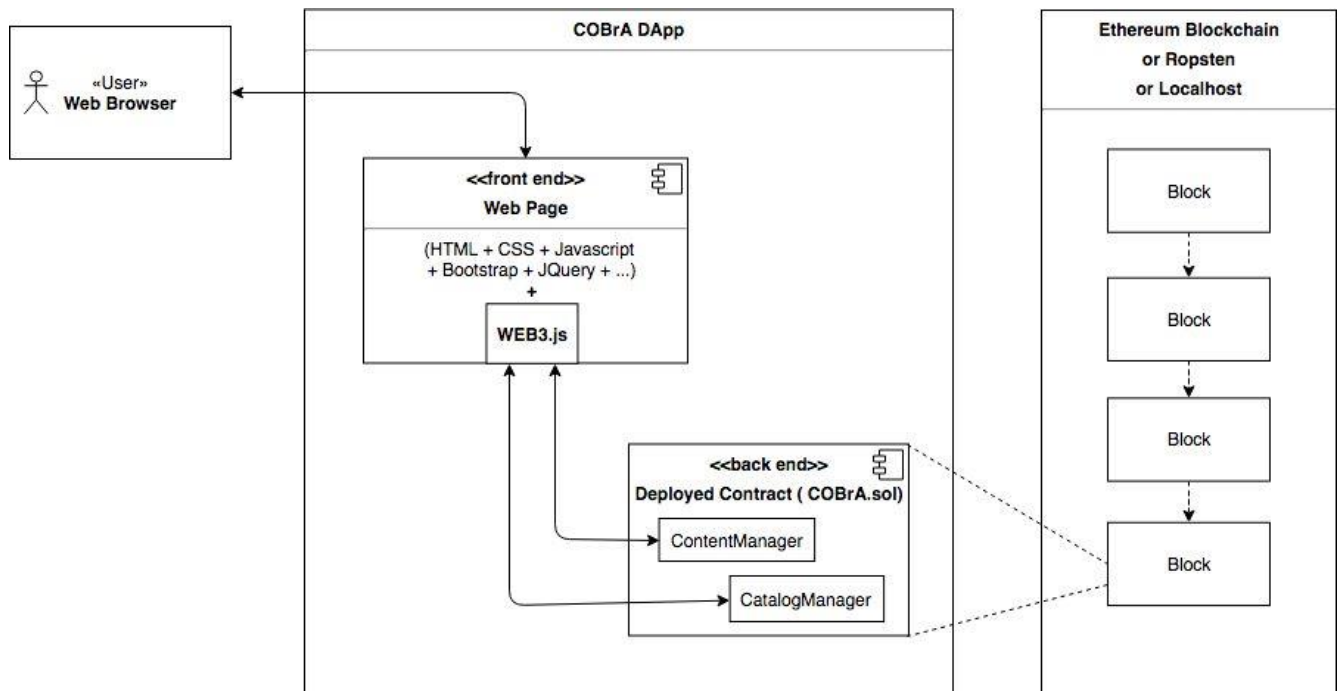 COBrA DApp
Ethereum Blockchain
or Ropsten
or Localhost
«User»
Web Browser
<<front end>>
Web Page
(HTML + CSS + Javascript
+ Bootstrap + JQuery + ...)
+
WEB3.js
<<back end>>
Deployed Contract ( COBrA.sol)
ContentManager
CatalogManager
Block
Block
Block
Block